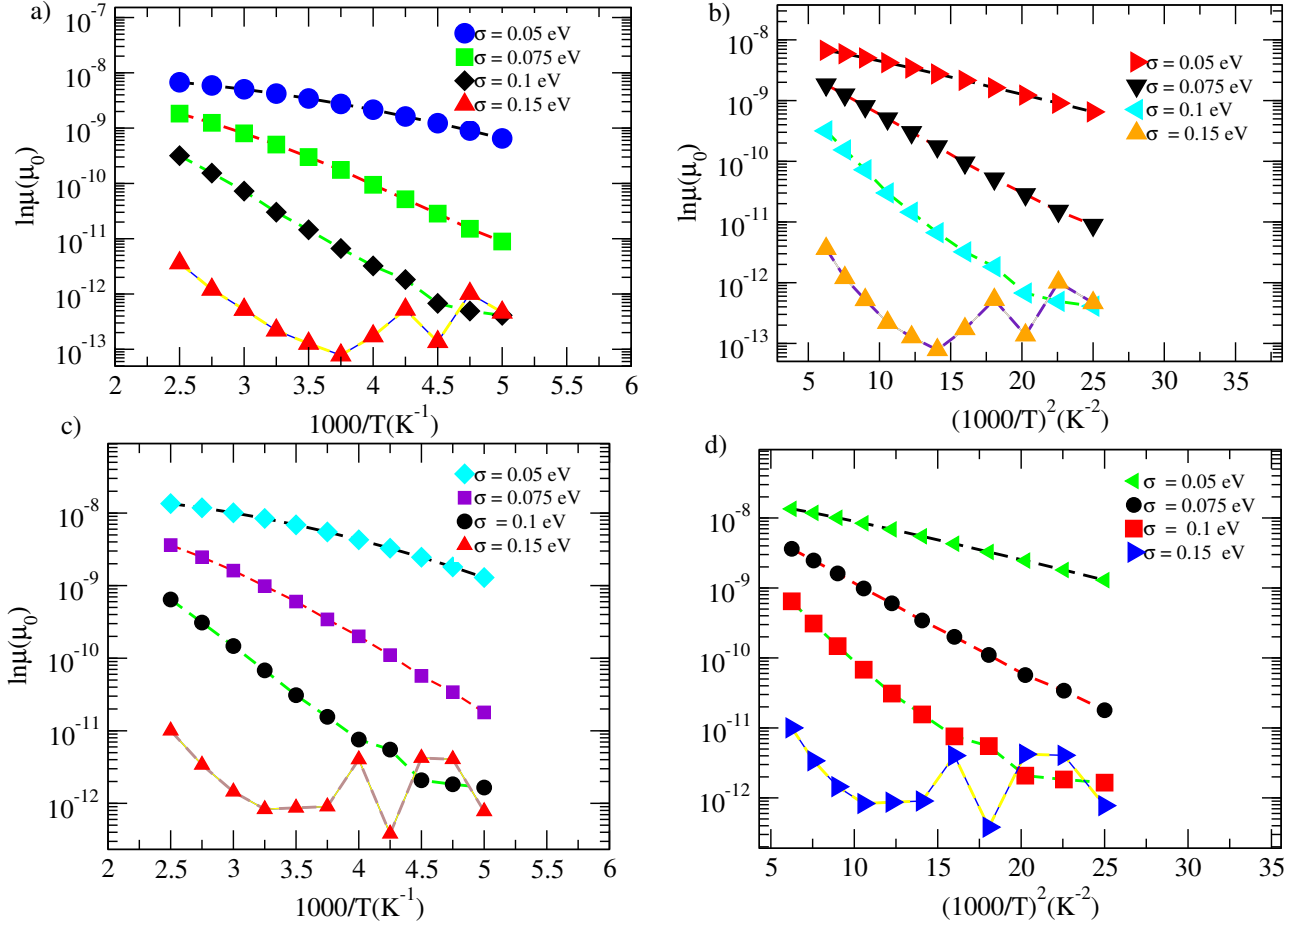 a)
σ = 0.05 eV
σ = 0.075 eV
σ = 0.1 eV
σ = 0.15 eV
10⁻⁷
10⁻⁸
10⁻⁹
10⁻¹⁰
10⁻¹¹
10⁻¹²
10⁻¹³
lnμ(μ₀)
2 2.5 3 3.5 4 4.5 5 5.5 6
1000/T(K⁻¹)
b)
σ = 0.05 eV
σ = 0.075 eV
σ = 0.1 eV
σ = 0.15 eV
10⁻⁸
10⁻⁹
10⁻¹⁰
10⁻¹¹
10⁻¹²
10⁻¹³
lnμ(μ₀)
5 10 15 20 25 30 35
(1000/T)²(K⁻²)
c)
σ = 0.05 eV
σ = 0.075 eV
σ = 0.1 eV
σ = 0.15 eV
10⁻⁸
10⁻⁹
10⁻¹⁰
10⁻¹¹
10⁻¹²
lnμ(μ₀)
2 2.5 3 3.5 4 4.5 5 5.5 6
1000/T(K⁻¹)
d)
σ = 0.05 eV
σ = 0.075 eV
σ = 0.1 eV
σ = 0.15 eV
10⁻⁸
10⁻⁹
10⁻¹⁰
10⁻¹¹
10⁻¹²
5 10 15 20 25 30 35
(1000/T)²(K⁻²)